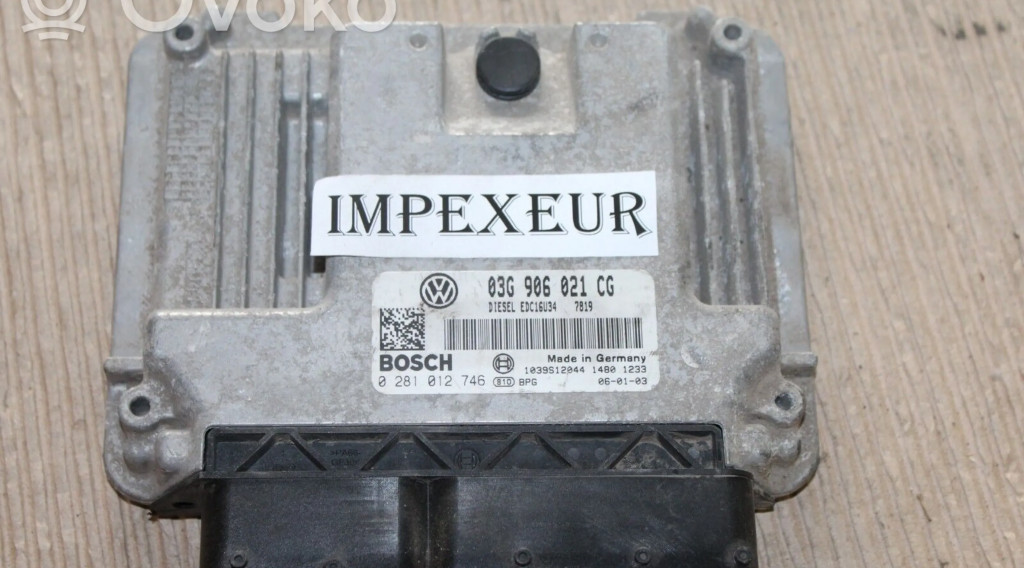 OVOKO
IMPEXEUR
03G 906 021 CG
DIESEL EDC16U34 7819
BOSCH
Made in Germany
1039S12044 1480 1233
0 281 012 746 810 BPG 06-01-03